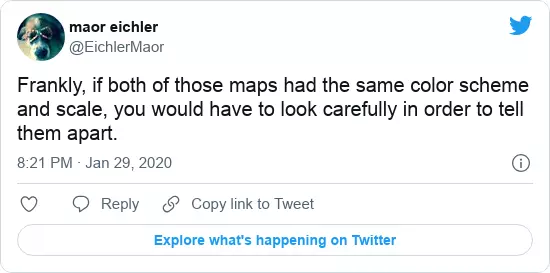 maor eichler
@EichlerMaor
Frankly, if both of those maps had the same color scheme
and scale, you would have to look carefully in order to tell
them apart.
8:21 PM · Jan 29, 2020
Reply
Copy link to Tweet
Explore what's happening on Twitter